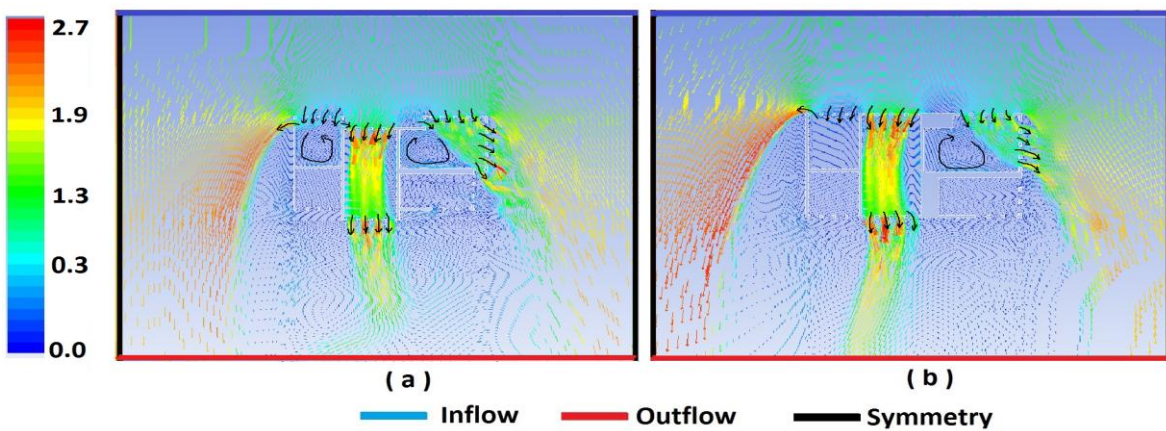 2.7
1.9
1.3
0.3
0.0
( a )
( b )
Inflow
Outflow
Symmetry